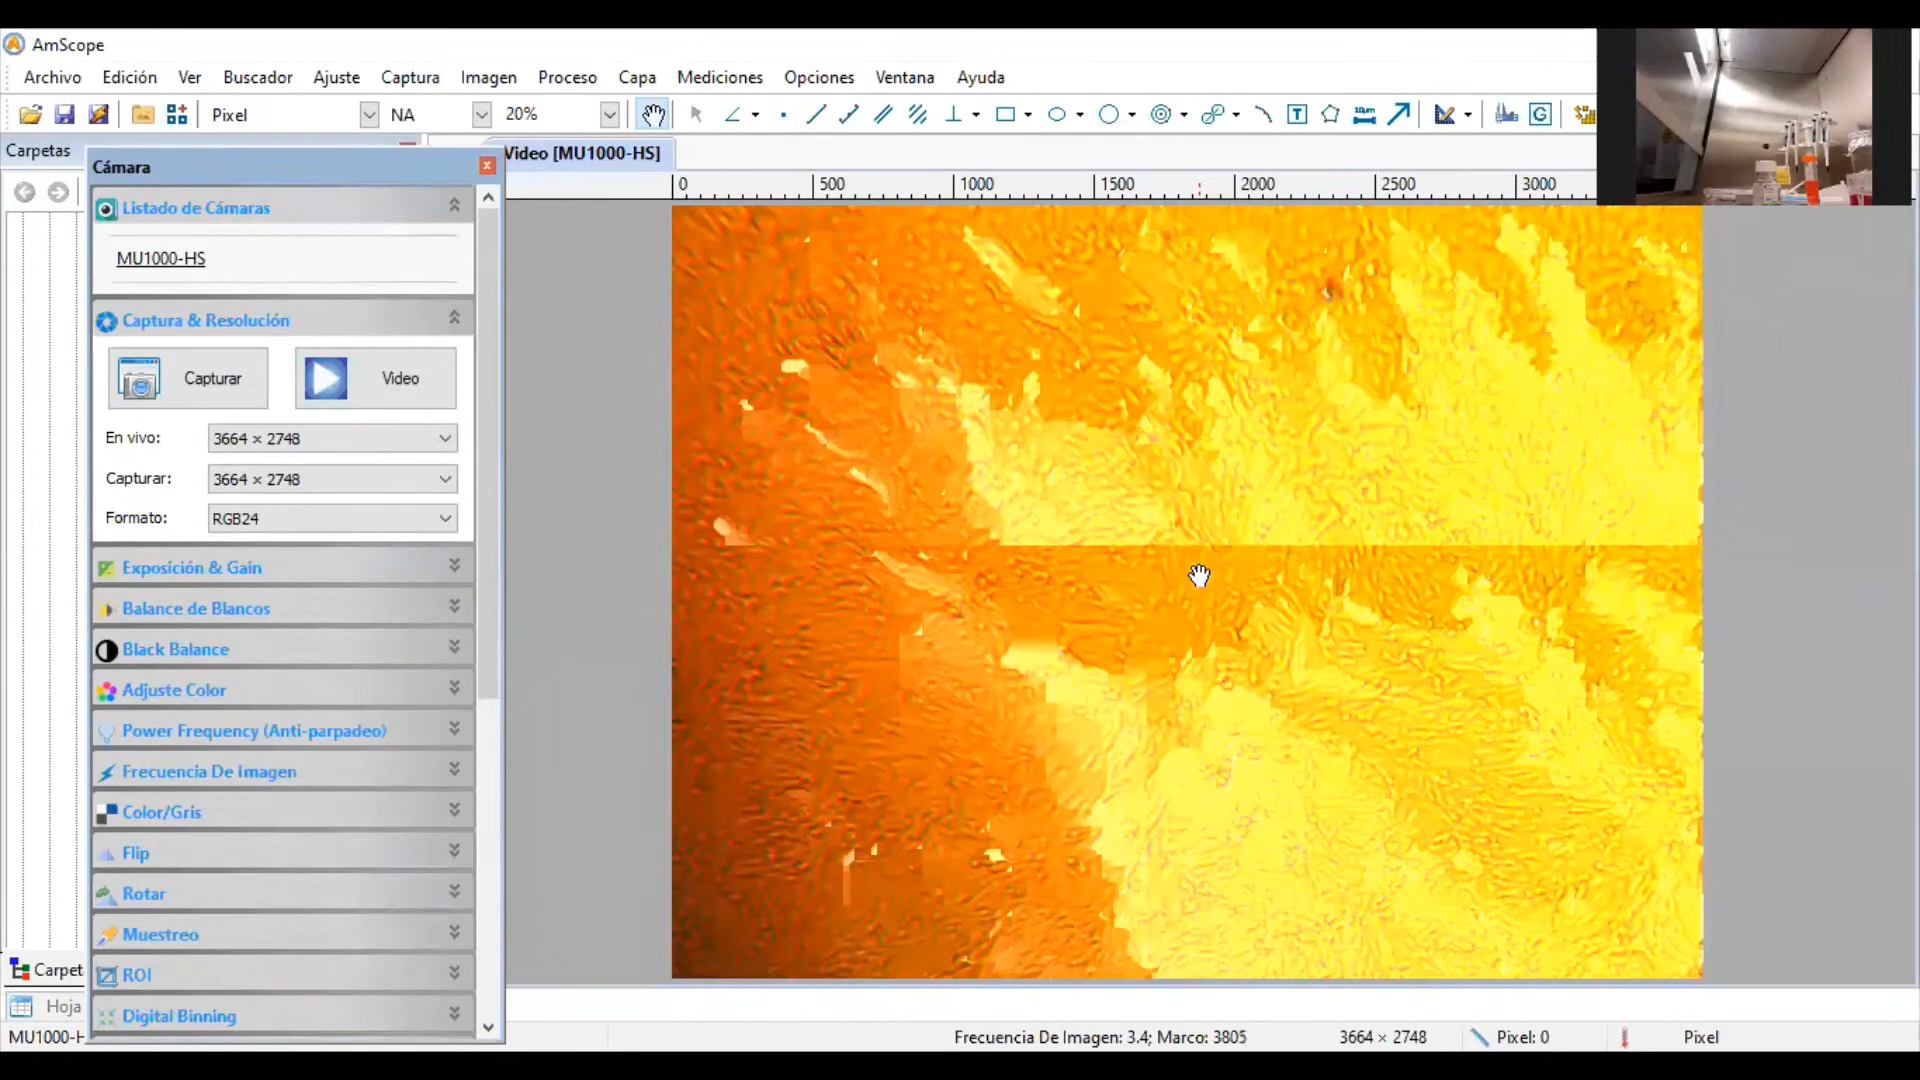 AmScope
Archivo Edición Ver Buscador Ajuste Captura Imagen Proceso Capa Mediciones Opciones Ventana Ayuda
Pixel NA 20%
Carpetas
Cámara
Video [MU1000-HS]
0 500 1000 1500 2000 2500 3000
Listado de Cámaras
MU1000-HS
Captura & Resolución
Capturar Video
En vivo: 3664 × 2748
Capturar: 3664 × 2748
Formato: RGB24
Exposición & Gain
Balance de Blancos
Black Balance
Adjuste Color
Power Frequency (Anti-parpadeo)
Frecuencia De Imagen
Color/Gris
Flip
Rotar
Muestreo
ROI
Digital Binning
Carpet
Hoja
MU1000-H
Frecuencia De Imagen: 3.4; Marco: 3805 3664 × 2748 Pixel: 0 Pixel